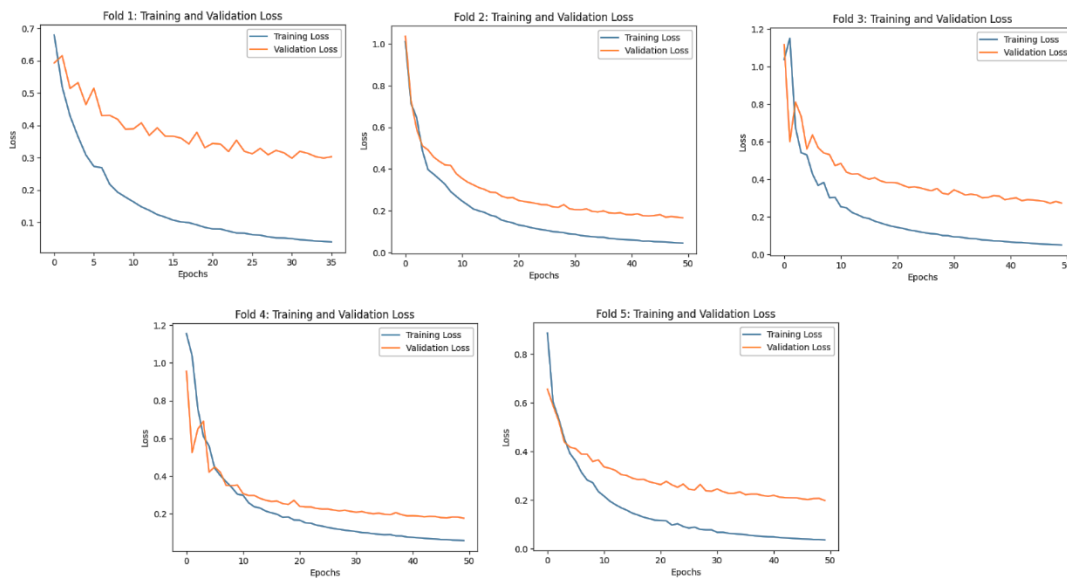 Fold 1: Training and Validation Loss
0.7
0.6
0.5
0.4
0.3
0.2
0.1
Loss
Training Loss
Validation Loss
0 5 10 15 20 25 30 35
Epochs
Fold 2: Training and Validation Loss
1.0
0.8
0.6
0.4
0.2
0.0
Loss
Training Loss
Validation Loss
0 10 20 30 40 50
Epochs
Fold 3: Training and Validation Loss
1.2
1.0
0.8
0.6
0.4
0.2
0.0
Loss
Training Loss
Validation Loss
0 10 20 30 40 50
Epochs
Fold 4: Training and Validation Loss
1.2
1.0
0.8
0.6
0.4
0.2
Loss
Training Loss
Validation Loss
0 10 20 30 40 50
Epochs
Fold 5: Training and Validation Loss
0.8
0.6
0.4
0.2
0.0
Loss
Training Loss
Validation Loss
0 10 20 30 40 50
Epochs